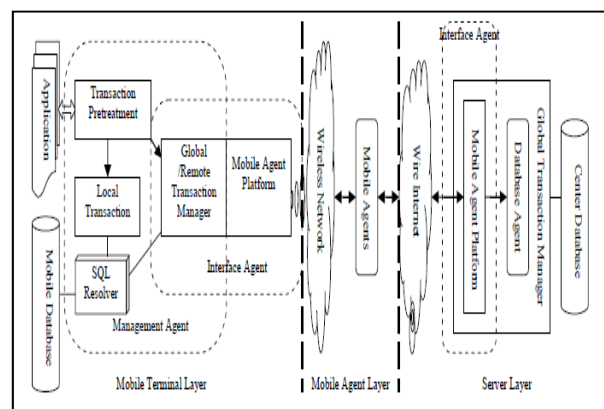 Interface Agent
Application
Transaction
Pretreatment
Local
Transaction
SQL
Resolver
Mobile Database
Management Agent
Global
/Remote
Transaction
Manager
Mobile Agent
Platform
Interface Agent
Wireless Network
Mobile Agents
Wire Internet
Mobile Agent Platform
Database Agent
Global Transaction Manager
Center Database
Mobile Terminal Layer
Mobile Agent Layer
Server Layer